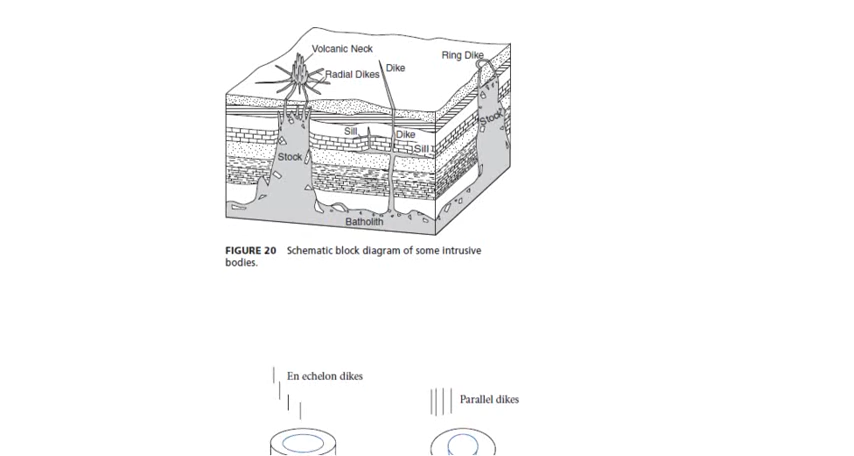 Volcanic Neck
Ring Dike
Dike
Radial Dikes
Stock
Sill
Dike
Sill
Stock
Batholith
FIGURE 20 Schematic block diagram of some intrusive
bodies.
En echelon dikes
Parallel dikes